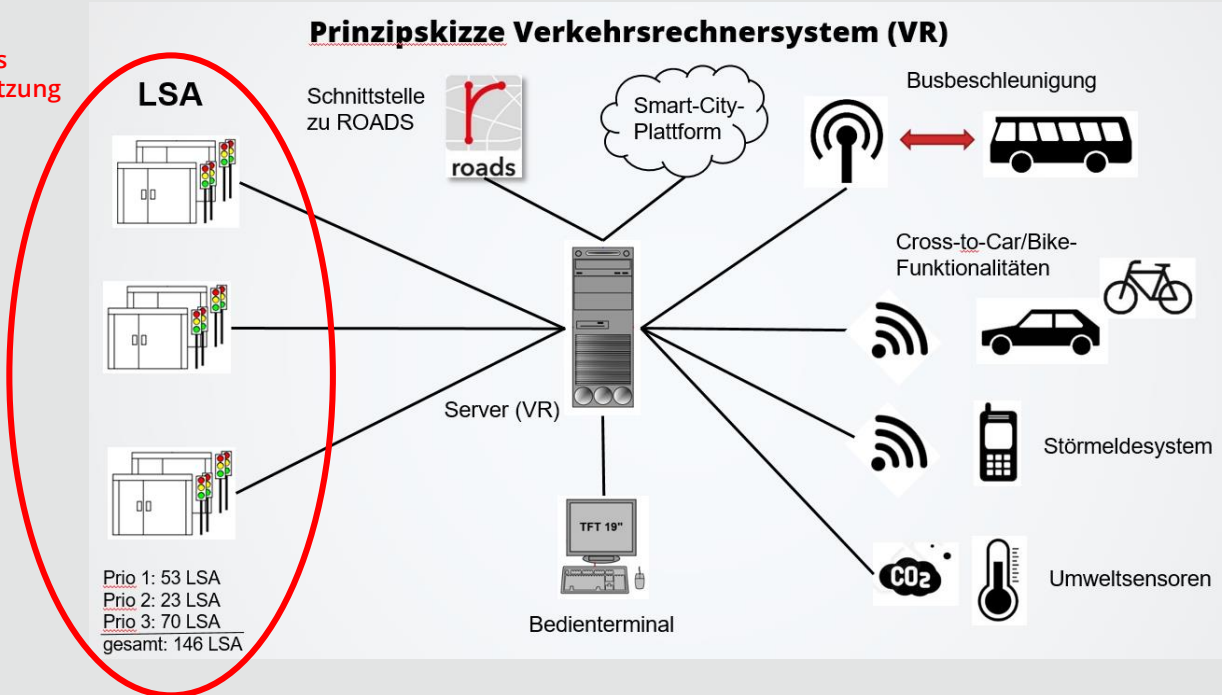 Prinzipskizze Verkehrsrechnersystem (VR)
LSA
Schnittstelle
zu ROADS
roads
Smart-City-
Plattform
Busbeschleunigung
Cross-to-Car/Bike-
Funktionalitäten
Server (VR)
Störmeldesystem
TFT 19"
Bedienterminal
CO2
Umweltsensoren
Prio 1: 53 LSA
Prio 2: 23 LSA
Prio 3: 70 LSA
gesamt: 146 LSA